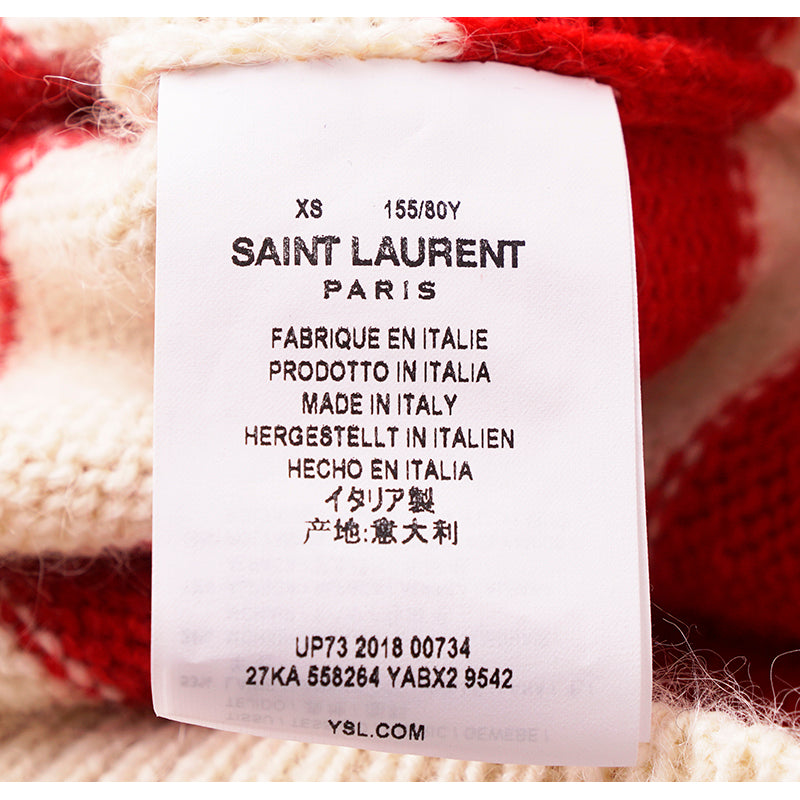 XS 155/80Y
SAINT LAURENT
PARIS
FABRIQUE EN ITALIE
PRODOTTO IN ITALIA
MADE IN ITALY
HERGESTELLT IN ITALIEN
HECHO EN ITALIA
イタリア製
产地:意大利
UP73 2018 00734
27KA 558264 YABX2 9542
YSL.COM